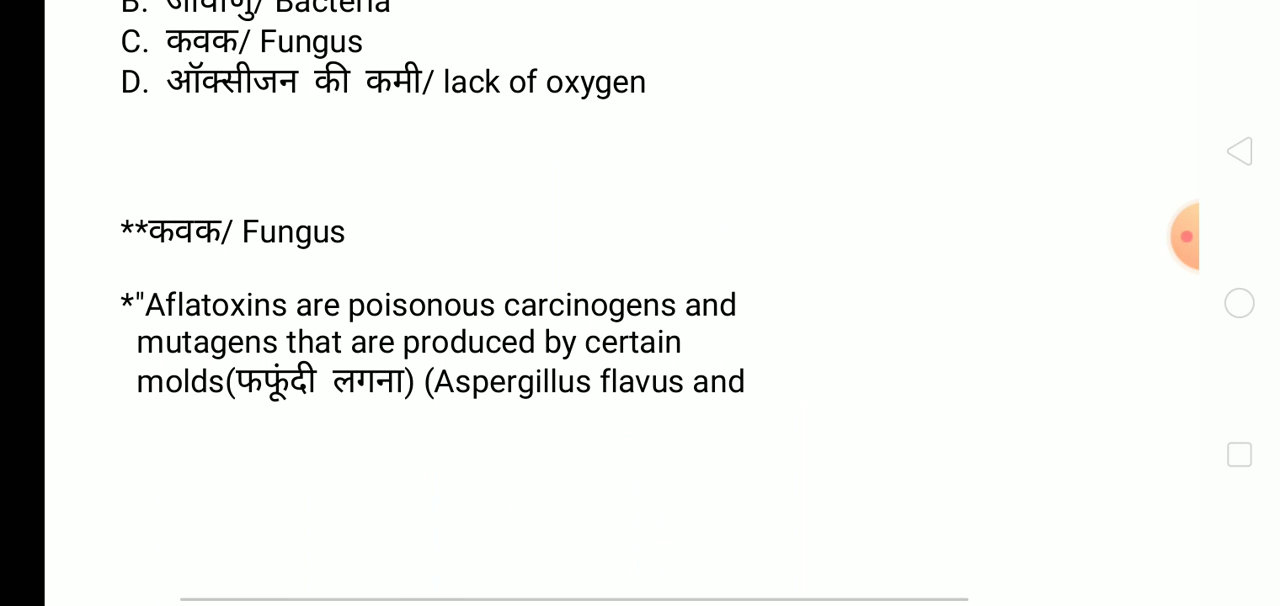 B. जीवाणु/ Bacteria
C. कवक/ Fungus
D. ऑक्सीजन की कमी/ lack of oxygen
**कवक/ Fungus
*"Aflatoxins are poisonous carcinogens and
mutagens that are produced by certain
molds(फफूंदी लगना) (Aspergillus flavus and